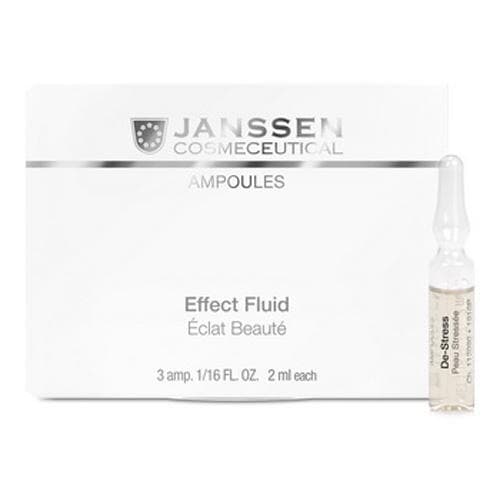 JANSSEN
COSMECEUTICAL
AMPOULES
Effect Fluid
Éclat Beauté
3 amp. 1/16 FL. OZ. 2 ml each
De-Stress
Peau Stressée